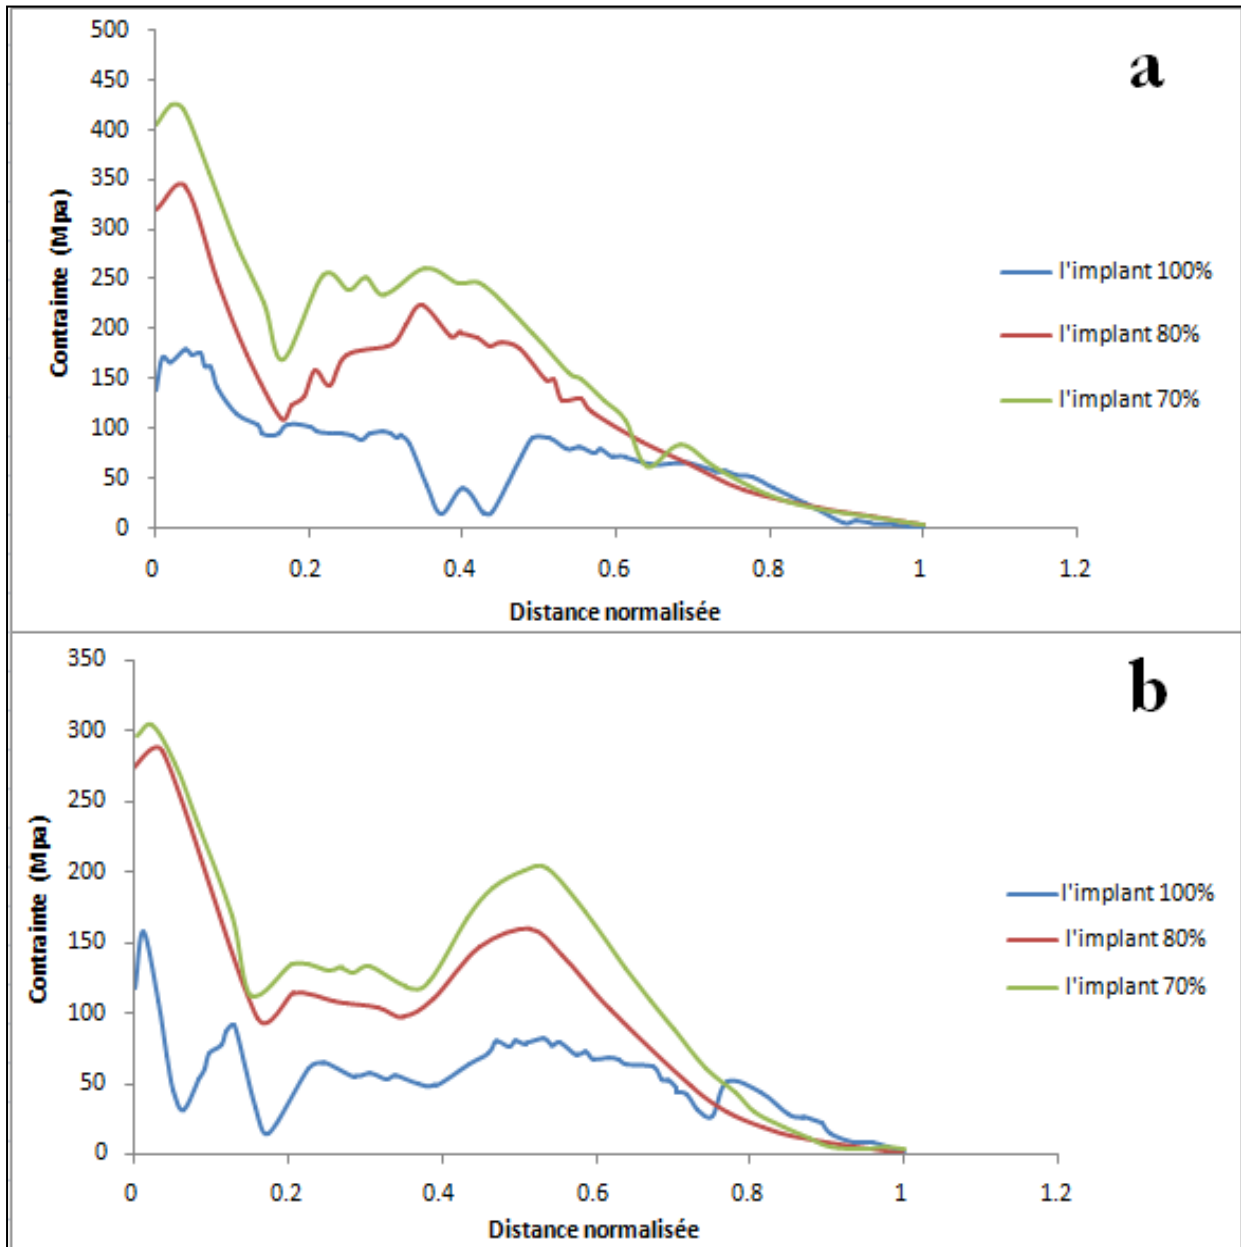 a
500
450
400
350
300
250
200
150
100
50
0
Contrainte (Mpa)
0 0.2 0.4 0.6 0.8 1 1.2
Distance normalisée
l'implant 100%
l'implant 80%
l'implant 70%
b
350
300
250
200
150
100
50
0
Contrainte (Mpa)
0 0.2 0.4 0.6 0.8 1 1.2
Distance normalisée
l'implant 100%
l'implant 80%
l'implant 70%